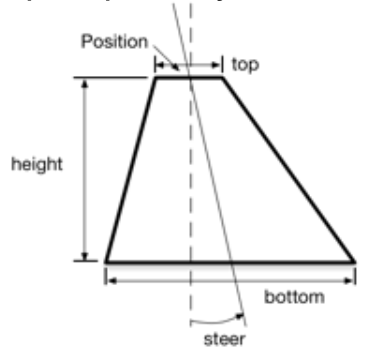 Position
top
height
bottom
steer